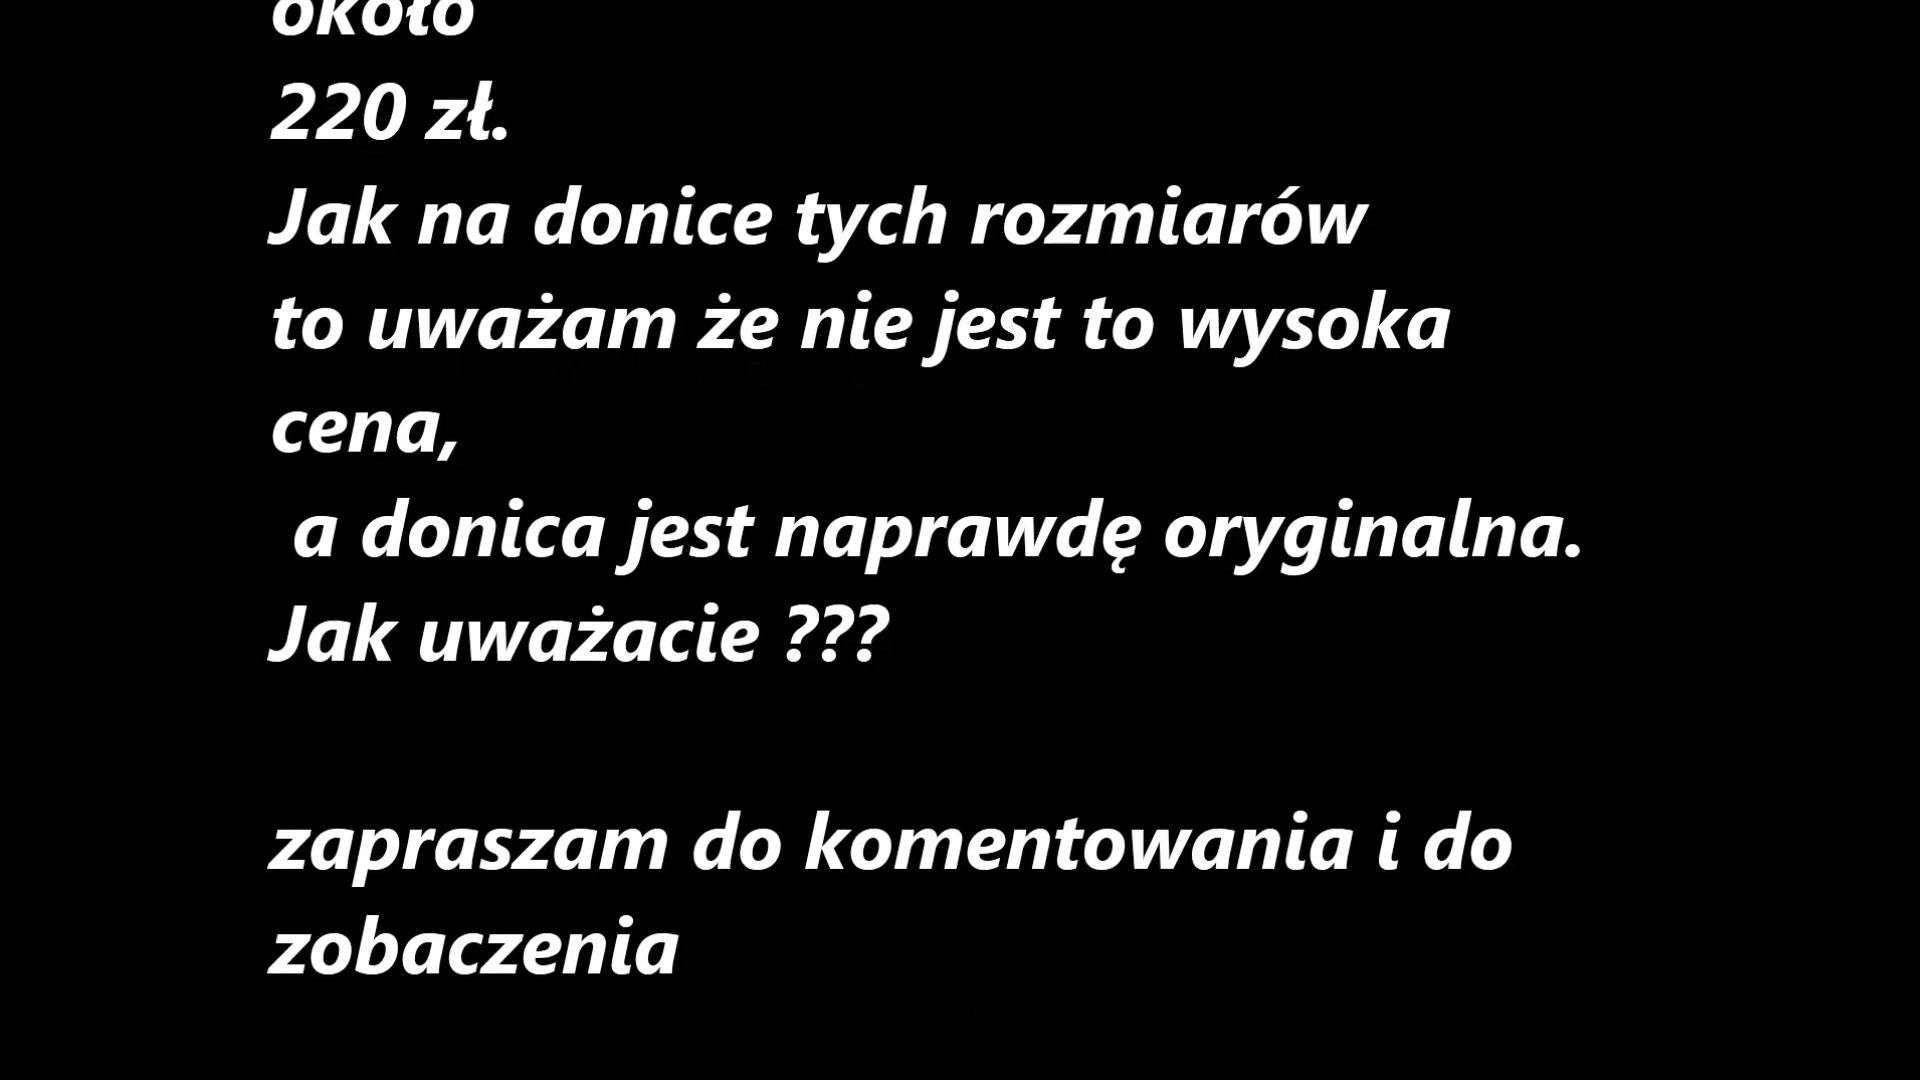 około
220 zł.
Jak na donice tych rozmiarów
to uważam że nie jest to wysoka
cena,
a donica jest naprawdę oryginalna.
Jak uważacie ???
zapraszam do komentowania i do
zobaczenia